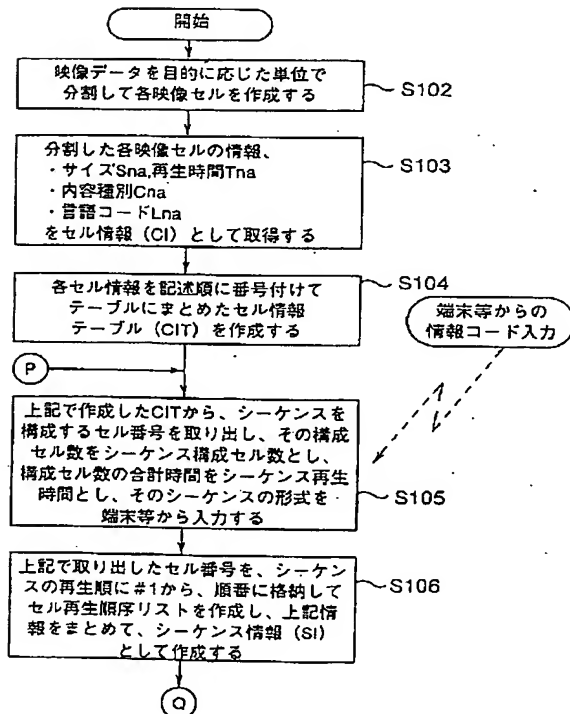 開始
映像データを目的に応じた単位で
分割して各映像セルを作成する
S102
分割した各映像セルの情報、
・サイズSna,再生時間Tna
・内容種別Cna
・言語コードLna
をセル情報（CI）として取得する
S103
各セル情報を記述順に番号付けて
テーブルにまとめたセル情報
テーブル（CIT）を作成する
S104
端末等からの
情報コード入力
P
上記で作成したCITから、シーケンスを
構成するセル番号を取り出し、その構成
セル数をシーケンス構成セル数とし、
構成セル数の合計時間をシーケンス再生
時間とし、そのシーケンスの形式を
端末等から入力する
S105
上記で取り出したセル番号を、シーケン
スの再生順に#1から、順番に格納して
セル再生順序リストを作成し、上記情
報をまとめて、シーケンス情報（SI）
として作成する
S106
Q